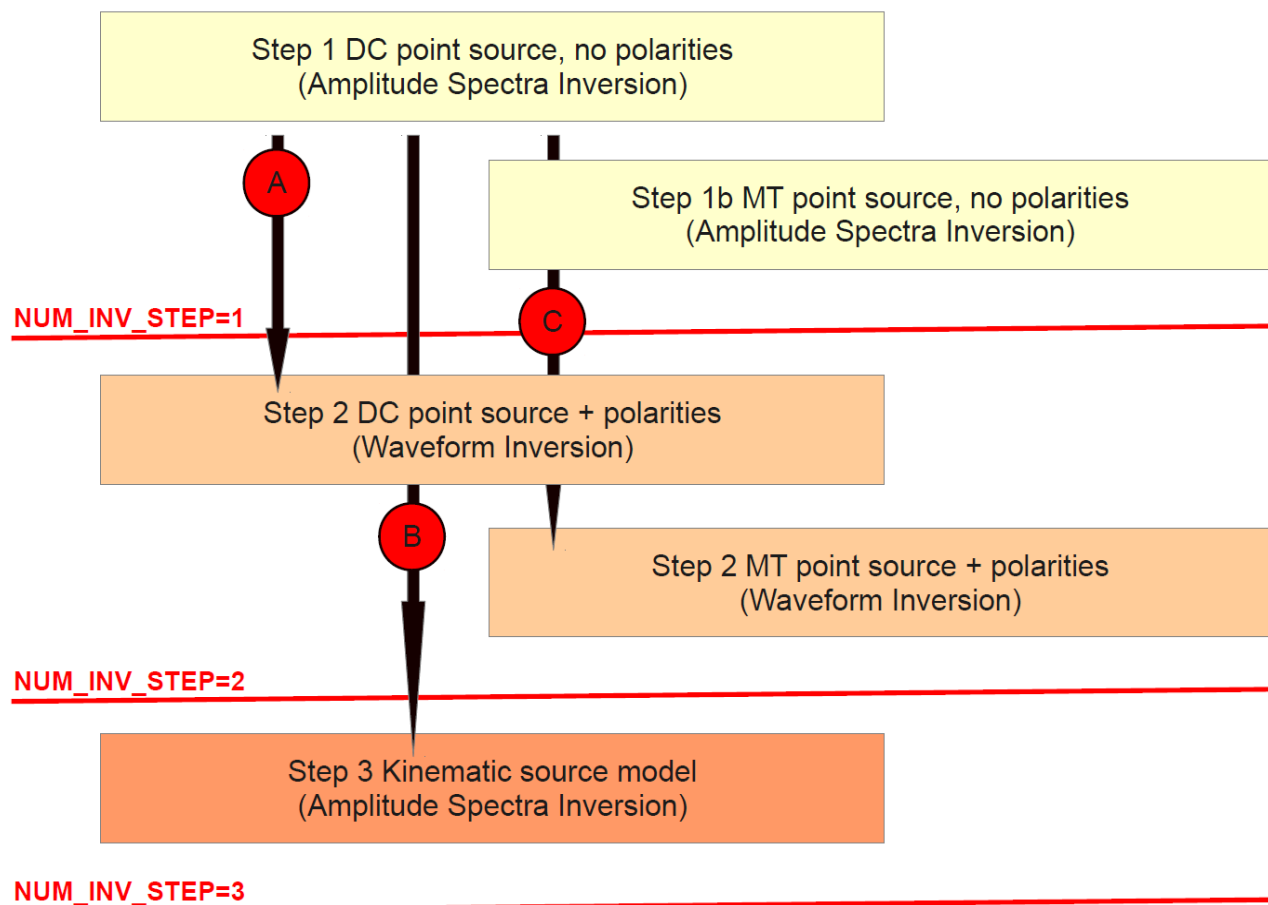 Step 1 DC point source, no polarities
(Amplitude Spectra Inversion)
A
Step 1b MT point source, no polarities
(Amplitude Spectra Inversion)
NUM_INV_STEP=1
C
Step 2 DC point source + polarities
(Waveform Inversion)
B
Step 2 MT point source + polarities
(Waveform Inversion)
NUM_INV_STEP=2
Step 3 Kinematic source model
(Amplitude Spectra Inversion)
NUM_INV_STEP=3